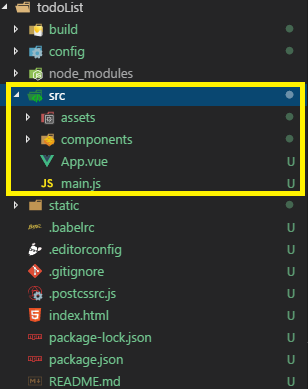 todoList
build
config
node_modules
src
assets
components
App.vue U
JS main.js U
static
.babelrc U
.editorconfig U
.gitignore U
.postcssrc.js U
index.html U
package-lock.json U
package.json U
README.md U